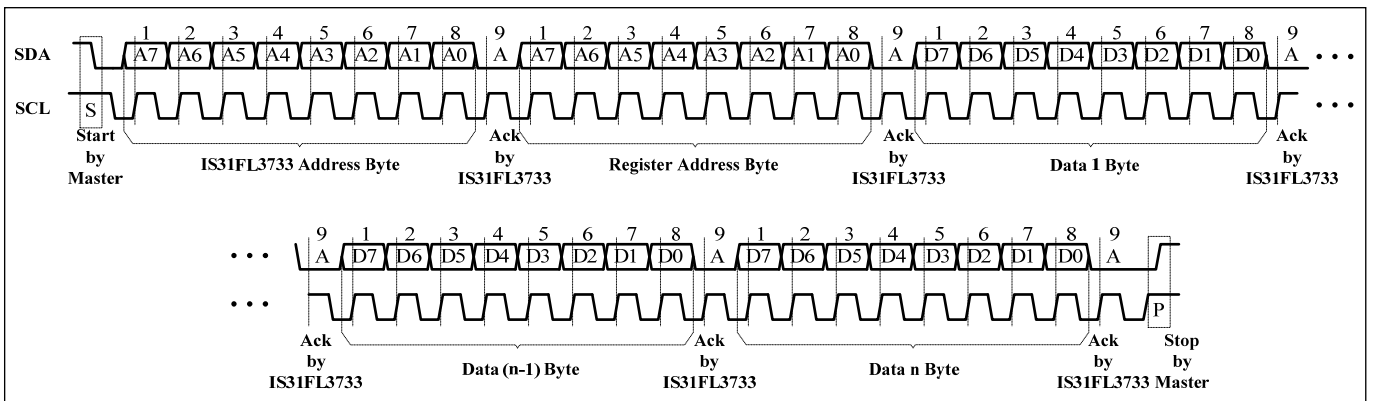 1 2 3 4 5 6 7 8 9 1 2 3 4 5 6 7 8 9 1 2 3 4 5 6 7 8 9
SDA A7 A6 A5 A4 A3 A2 A1 A0 A A7 A6 A5 A4 A3 A2 A1 A0 A D7 D6 D5 D4 D3 D2 D1 D0 A • • •
SCL S • • •
Start by Master
IS31FL3733 Address Byte
Ack by IS31FL3733
Register Address Byte
Ack by IS31FL3733
Data 1 Byte
Ack by IS31FL3733
9 1 2 3 4 5 6 7 8 9 1 2 3 4 5 6 7 8 9
• • • A D7 D6 D5 D4 D3 D2 D1 D0 A D7 D6 D5 D4 D3 D2 D1 D0 A
• • • P
Ack by IS31FL3733
Data (n-1) Byte
Ack by IS31FL3733
Data n Byte
Ack by IS31FL3733
Stop by Master